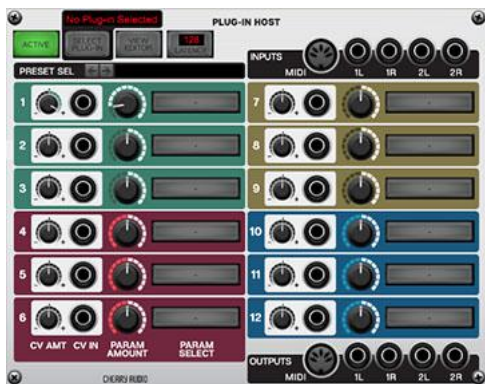 No Plug-in Selected
PLUG-IN HOST
ACTIVE
SELECT
PLUG-IN
VIEW
EDITOR
128
LATENCY
INPUTS
MIDI
1L
1R
2L
2R
PRESET SEL
1
2
3
4
5
6
CV AMT
CV IN
PARAM
AMOUNT
PARAM
SELECT
7
8
9
10
11
12
CHERRY AUDIO
OUTPUTS
MIDI
1L
1R
2L
2R